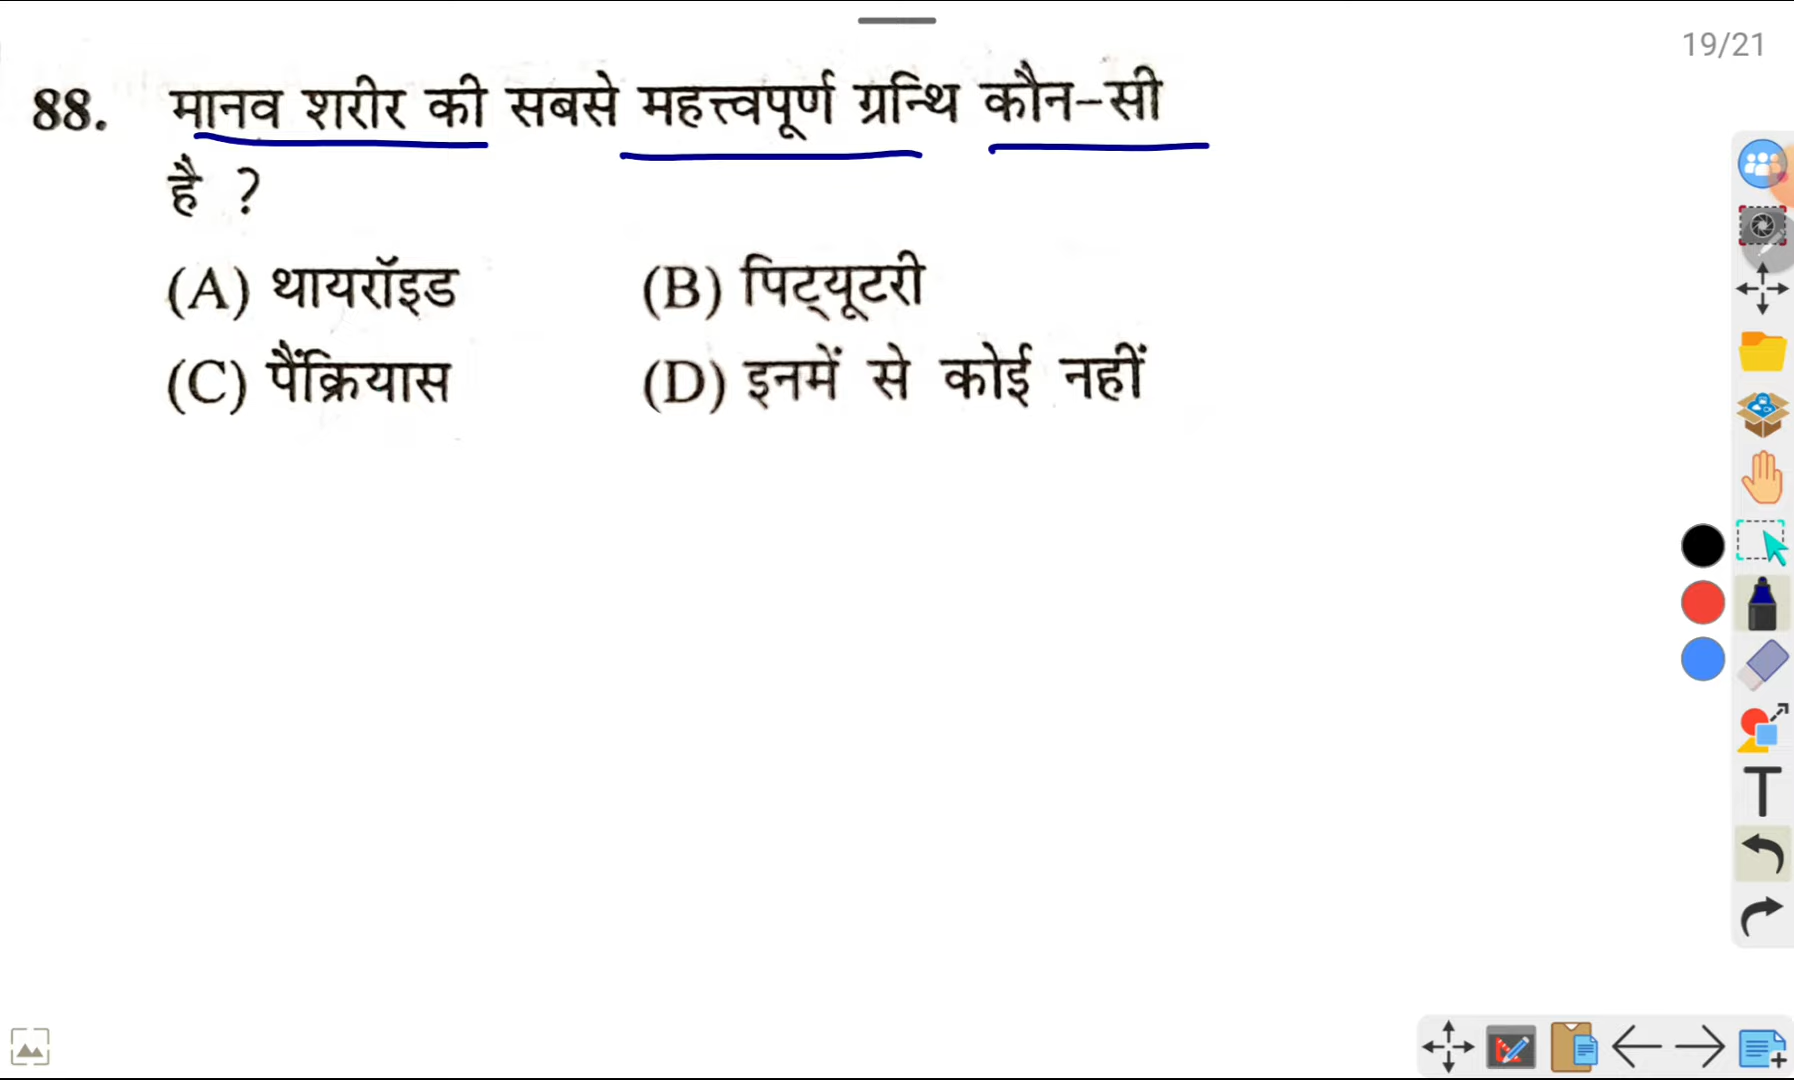 19/21
88. मानव शरीर की सबसे महत्त्वपूर्ण ग्रन्थि कौन-सी
है ?
(A) थायरॉइड (B) पिट्यूटरी
(C) पैंक्रियास (D) इनमें से कोई नहीं
T